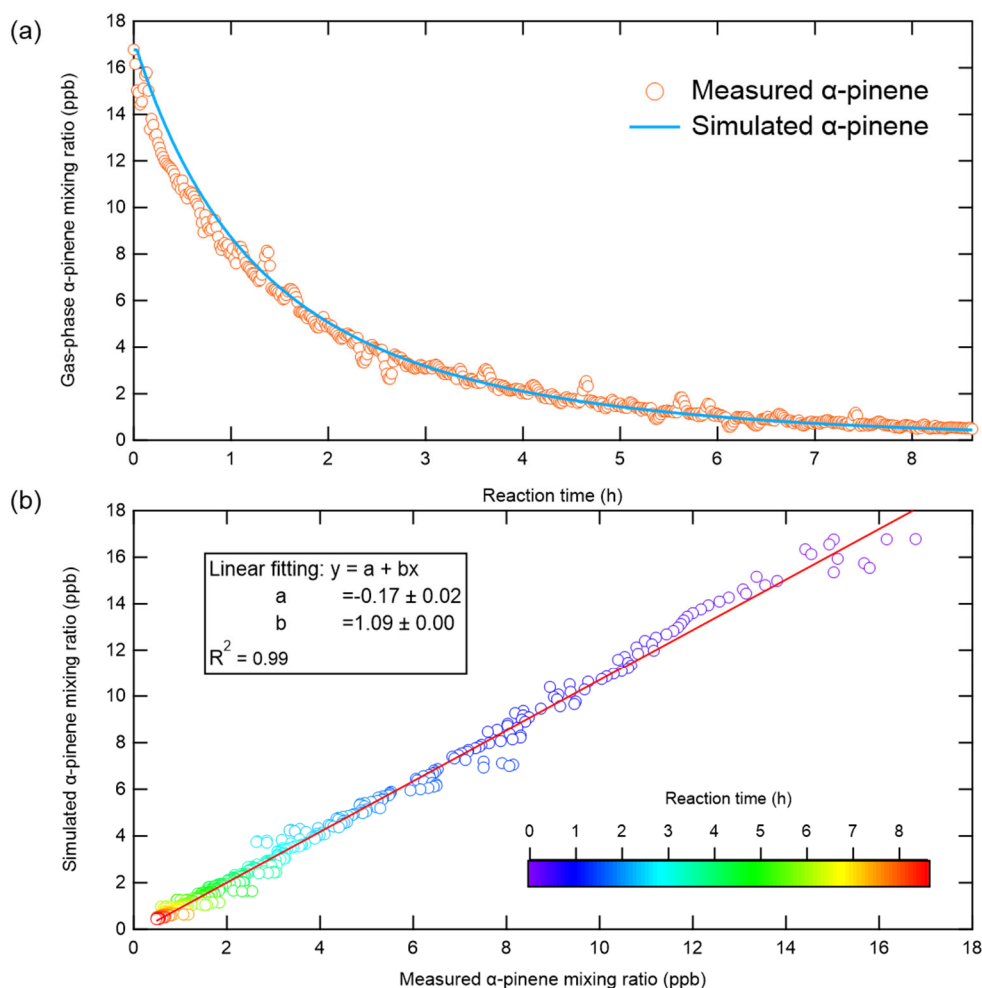 (a)
18
16
14
12
10
8
6
4
2
0
Gas-phase α-pinene mixing ratio (ppb)
Measured α-pinene
Simulated α-pinene
0 1 2 3 4 5 6 7 8
Reaction time (h)
(b)
18
16
14
12
10
8
6
4
2
0
Simulated α-pinene mixing ratio (ppb)
Linear fitting: y = a + bx
a =-0.17 ± 0.02
b =1.09 ± 0.00
R² = 0.99
Reaction time (h)
0 1 2 3 4 5 6 7 8
0 2 4 6 8 10 12 14 16 18
Measured α-pinene mixing ratio (ppb)